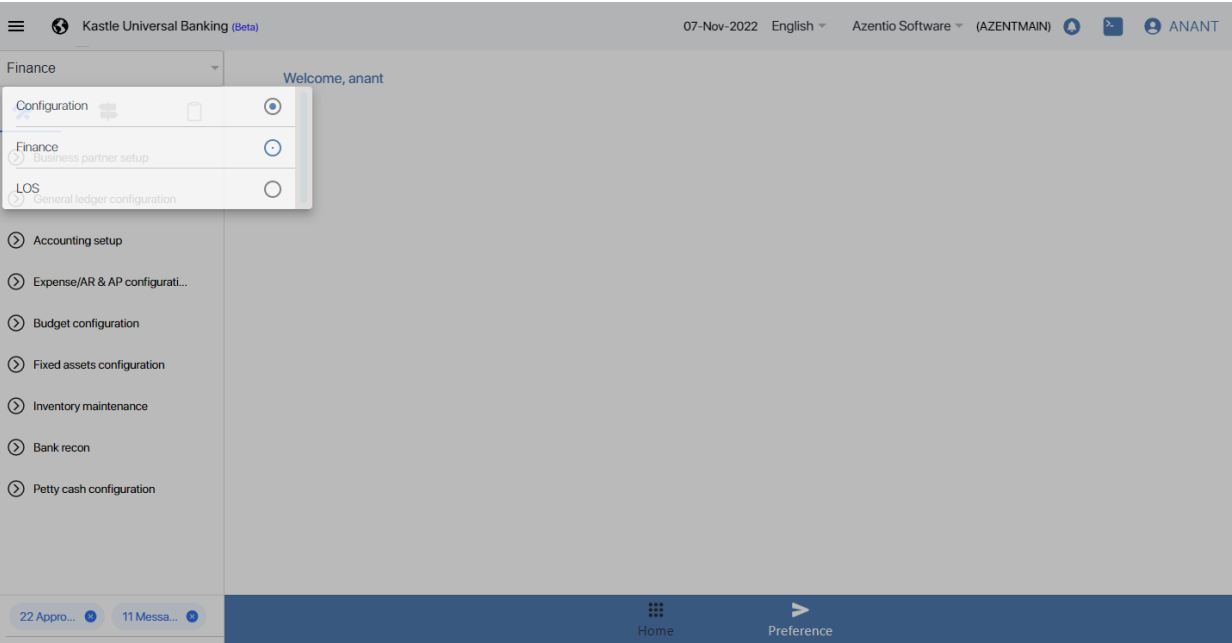 Kastle Universal Banking (Beta)
07-Nov-2022 English Azentio Software (AZENTMAIN) ANANT
Finance
Welcome, anant
Configuration
Finance
Business partner setup
LOS
General ledger configuration
Accounting setup
Expense/AR & AP configurati...
Budget configuration
Fixed assets configuration
Inventory maintenance
Bank recon
Petty cash configuration
22 Appro... 11 Messa...
Home Preference